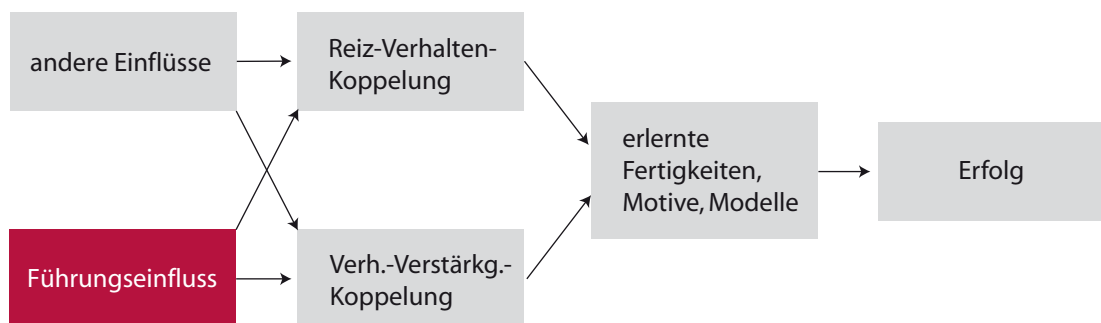 andere Einflüsse
Reiz-Verhalten-
Koppelung
erlernte
Fertigkeiten,
Motive, Modelle
Erfolg
Führungseinfluss
Verh.-Verstärkg.-
Koppelung